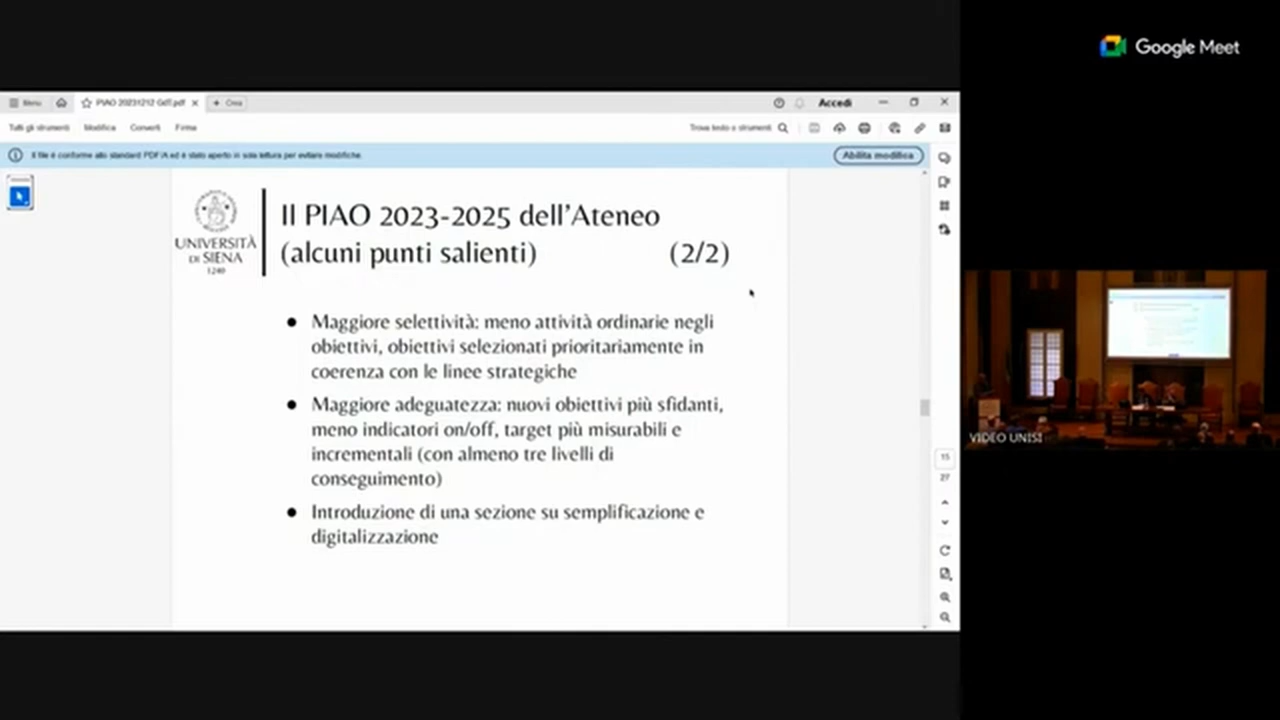 Google Meet
Menu
PIAO 20231212 GdT.pdf
Crea
Accedi
Tutti gli strumenti
Modifica
Converti
Firma
Trova testo o strumenti
Il file è conforme allo standard PDF/A ed è stato aperto in sola lettura per evitare modifiche.
Abilita modifica
UNIVERSITÀ
DI SIENA
1240
Il PIAO 2023-2025 dell'Ateneo
(alcuni punti salienti) (2/2)
● Maggiore selettività: meno attività ordinarie negli
obiettivi, obiettivi selezionati prioritariamente in
coerenza con le linee strategiche
● Maggiore adeguatezza: nuovi obiettivi più sfidanti,
meno indicatori on/off, target più misurabili e
incrementali (con almeno tre livelli di
conseguimento)
● Introduzione di una sezione su semplificazione e
digitalizzazione
15
27
VIDEO UNISI